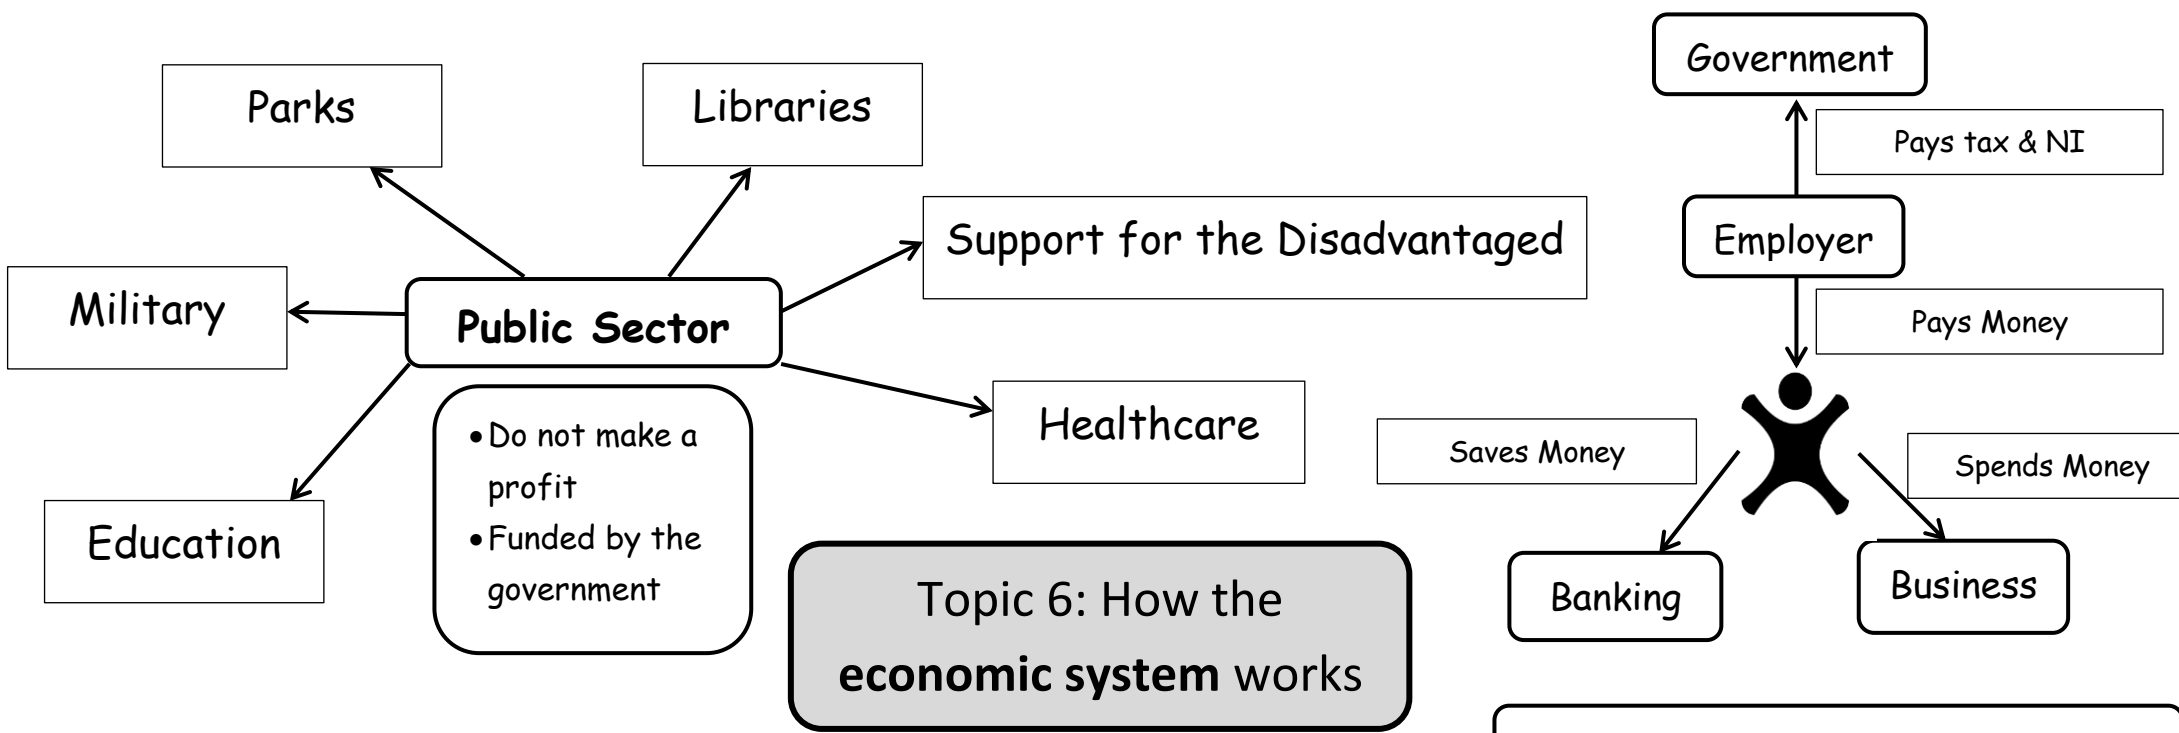 Parks
Libraries
Support for the Disadvantaged
Military
Public Sector
Healthcare
• Do not make a
profit
• Funded by the
government
Education
Topic 6: How the
economic system works
Government
Pays tax & NI
Employer
Pays Money
Saves Money
Spends Money
Banking
Business